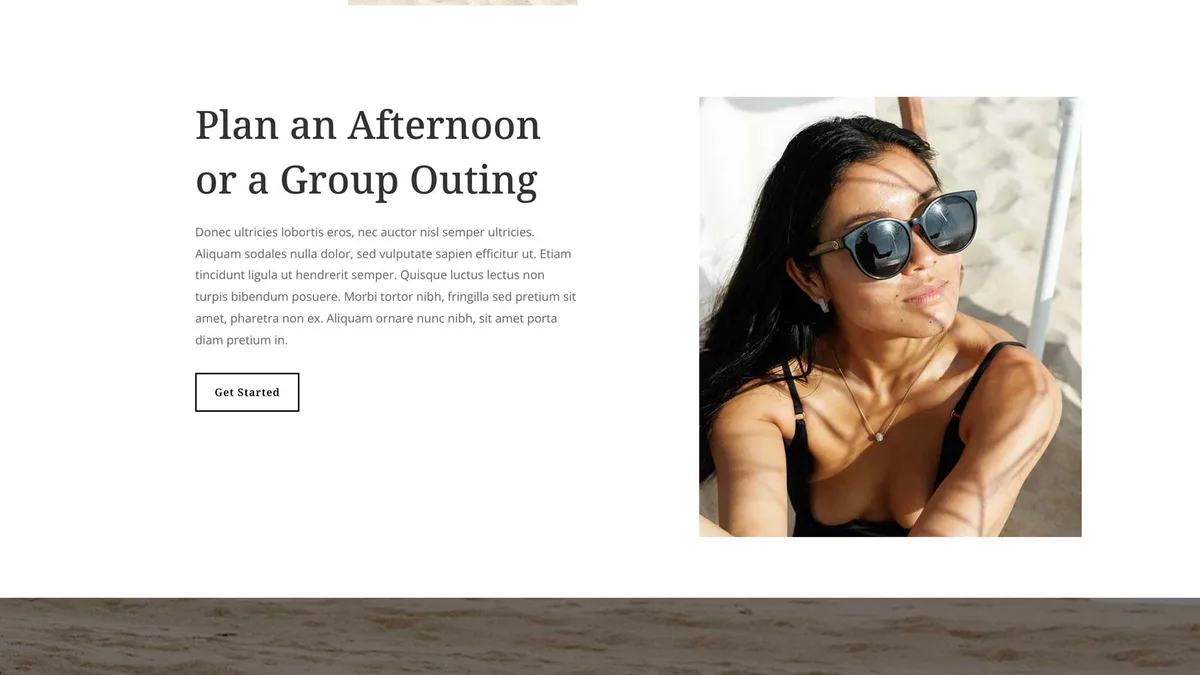 Plan an Afternoon
or a Group Outing
Donec ultricies lobortis eros, nec auctor nisl semper ultricies.
Aliquam sodales nulla dolor, sed vulputate sapien efficitur ut. Etiam
tincidunt ligula ut hendrerit semper. Quisque luctus lectus non
turpis bibendum posuere. Morbi tortor nibh, fringilla sed pretium sit
amet, pharetra non ex. Aliquam ornare nunc nibh, sit amet porta
diam pretium in.
Get Started